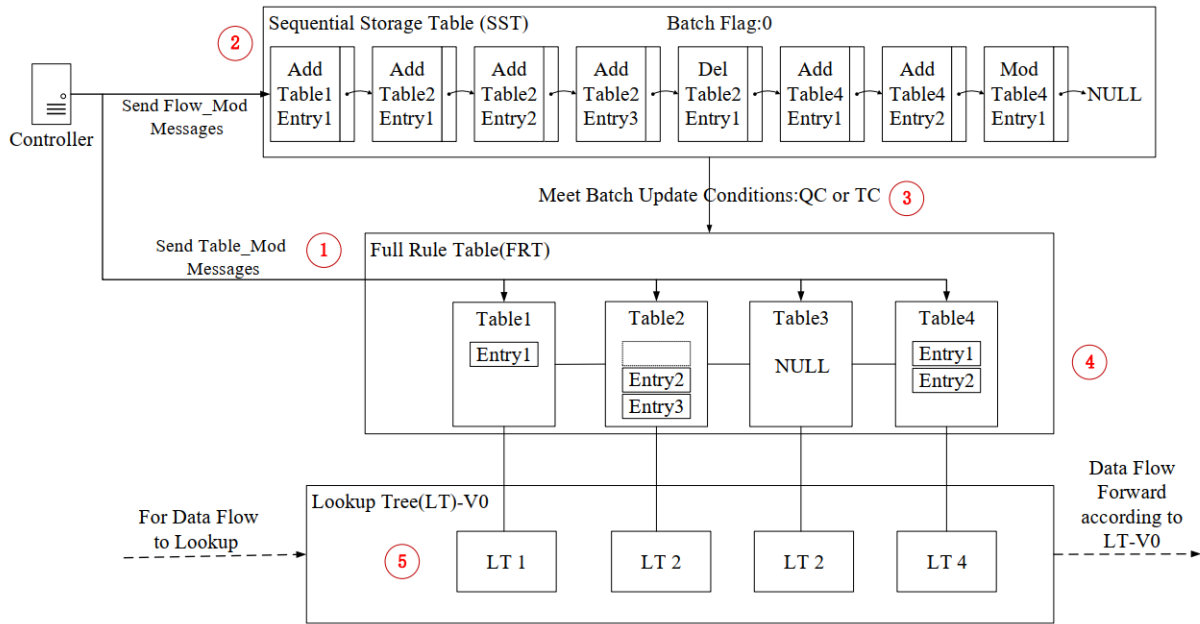 Sequential Storage Table (SST)
Batch Flag:0
2
Add
Table1
Entry1
Add
Table2
Entry1
Add
Table2
Entry2
Add
Table2
Entry3
Del
Table2
Entry1
Add
Table4
Entry1
Add
Table4
Entry2
Mod
Table4
Entry1
NULL
Send Flow_Mod
Messages
Controller
Meet Batch Update Conditions:QC or TC
3
Send Table_Mod
Messages
1
Full Rule Table(FRT)
Table1
Entry1
Table2
Entry2
Entry3
Table3
NULL
Table4
Entry1
Entry2
4
Lookup Tree(LT)-V0
For Data Flow
to Lookup
5
LT 1
LT 2
LT 2
LT 4
Data Flow
Forward
according to
LT-V0